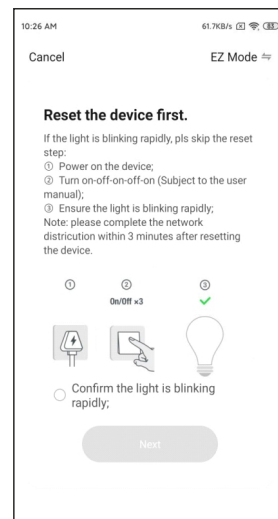 10:26 AM 61.7KB/s 83
Cancel EZ Mode
Reset the device first.
If the light is blinking rapidly, pls skip the reset
step:
① Power on the device;
② Turn on-off-on-off-on (Subject to the user
manual);
③ Ensure the light is blinking rapidly;
Note: please complete the network
districution within 3 minutes after resetting
the device.
① ② ③
On/Off ×3
Confirm the light is blinking
rapidly;
Next